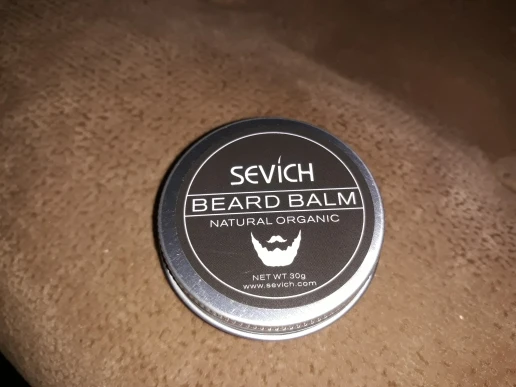 SEVICH
BEARD BALM
NATURAL ORGANIC
NET WT 30g
www.sevich.com